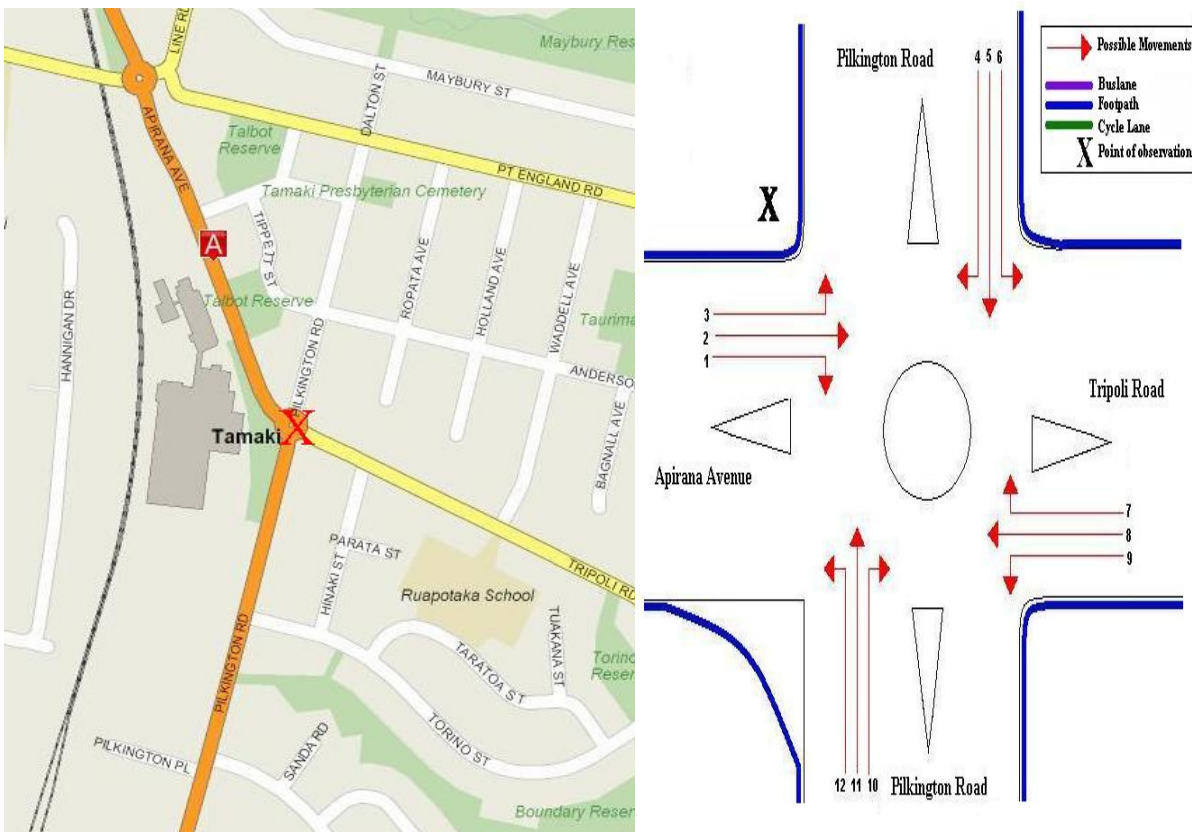 LINE RD
Maybury Res
MAYBURY ST
DALTON ST
APIRANA AVE
Talbot
Reserve
PT ENGLAND RD
Tamaki Presbyterian Cemetery
TIPPETT ST
A
HANNIGAN DR
Talbot Reserve
ROPATA AVE
HOLLAND AVE
WADDELL AVE
Taurima
PILKINGTON RD
ANDERSO
BAGNALL AVE
Tamaki
X
PARATA ST
HINAKI ST
TRIPOLI RD
Ruapotaka School
TUAKANA ST
TARATOA ST
Torino
Reser
PILKINGTON RD
TORINO ST
SANDA RD
PILKINGTON PL
Boundary Reser
Pilkington Road
4 5 6
Possible Movements
Buslane
Footpath
Cycle Lane
X Point of observation
X
3
2
1
Tripoli Road
Apirana Avenue
7
8
9
12 11 10
Pilkington Road